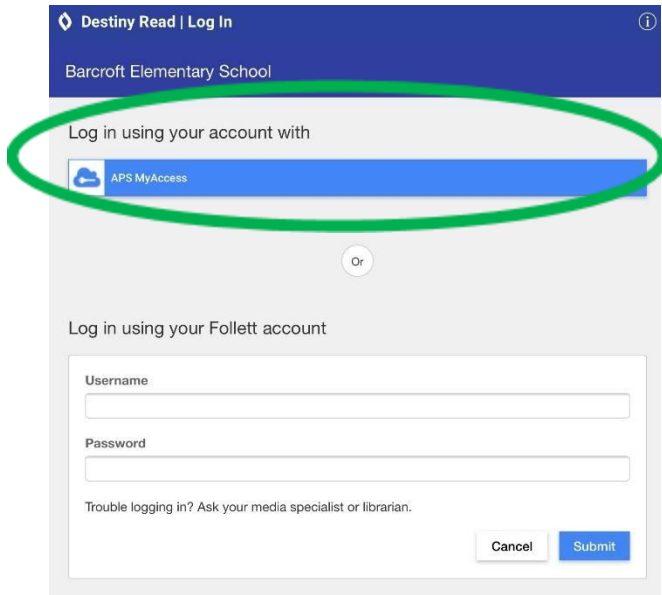 Destiny Read | Log In
Barcroft Elementary School
Log in using your account with
APS MyAccess
Or
Log in using your Follett account
Username
Password
Trouble logging in? Ask your media specialist or librarian.
Cancel Submit